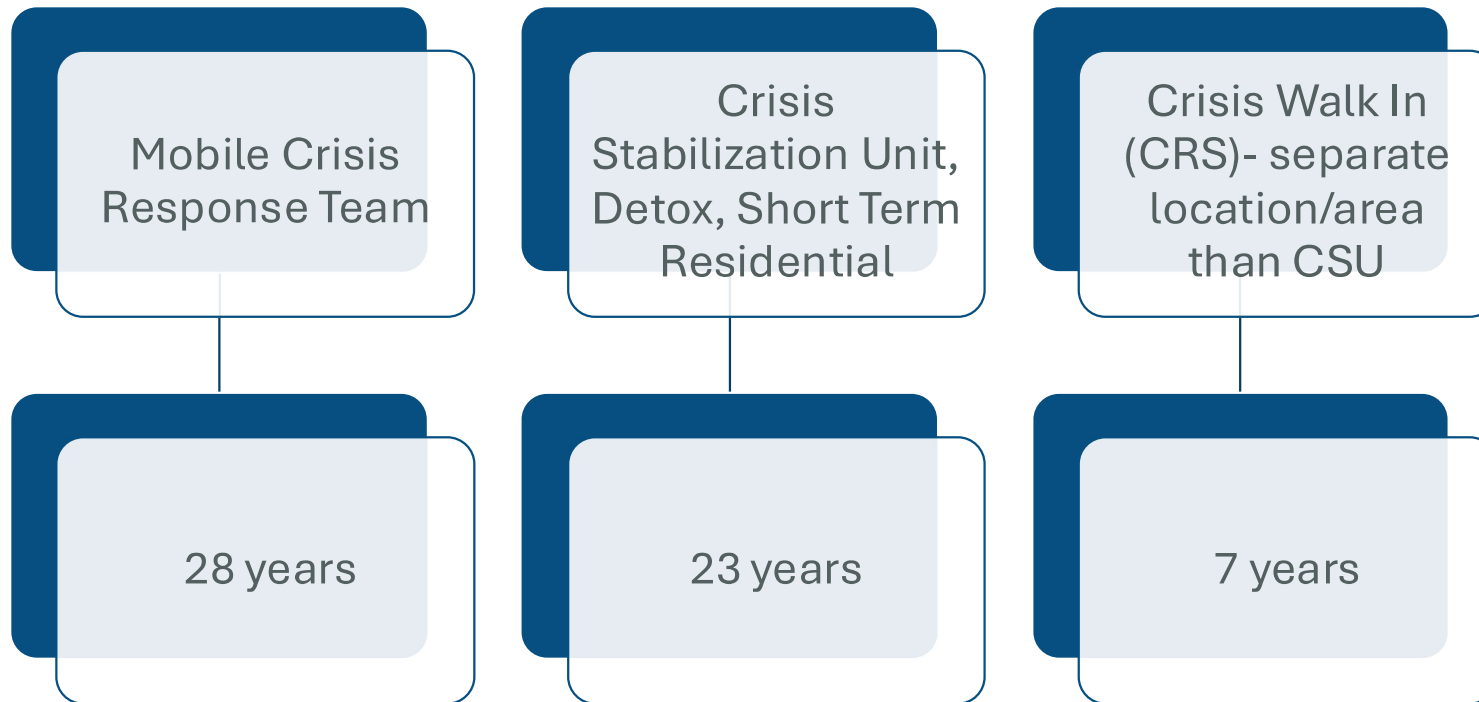 Mobile Crisis
Response Team
Crisis
Stabilization Unit,
Detox, Short Term
Residential
Crisis Walk In
(CRS)- separate
location/area
than CSU
28 years
23 years
7 years